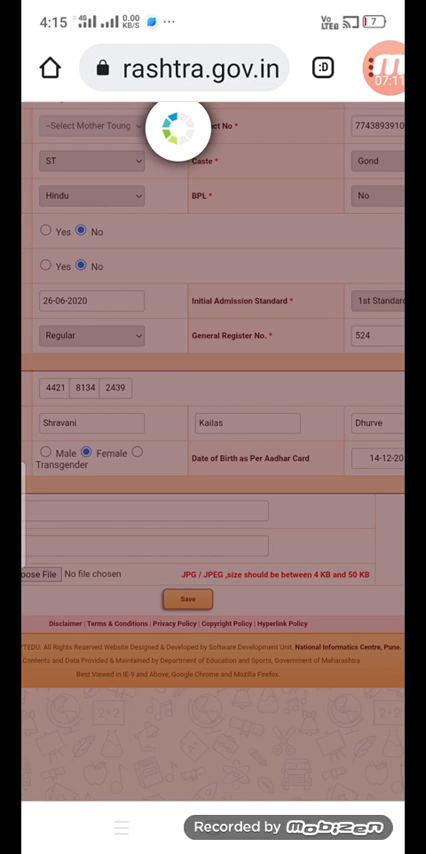 4:15 4G 0.00 KB/S Vo LTE 7
rashtra.gov.in :D
07:11
--Select Mother Toung ct No * 7743893910
ST Caste * Gond
Hindu BPL * No
Yes No
Yes No
26-06-2020 Initial Admission Standard * 1st Standard
Regular General Register No. * 524
4421 8134 2439
Shravani Kailas Dhurve
Male Female
Transgender Date of Birth as Per Aadhar Card 14-12-20
oose File No file chosen JPG / JPEG ,size should be between 4 KB and 50 KB
Save
Disclaimer | Terms & Conditions | Privacy Policy | Copyright Policy | Hyperlink Policy
TEDU. All Rights Reserved Website Designed & Developed by Software Development Unit, National Informatics Centre, Pune.
Contents and Data Provided & Maintained by Department of Education and Sports, Government of Maharashtra
Best Viewed in IE-9 and Above, Google Chrome and Mozilla Firefox.
Recorded by Mobizen